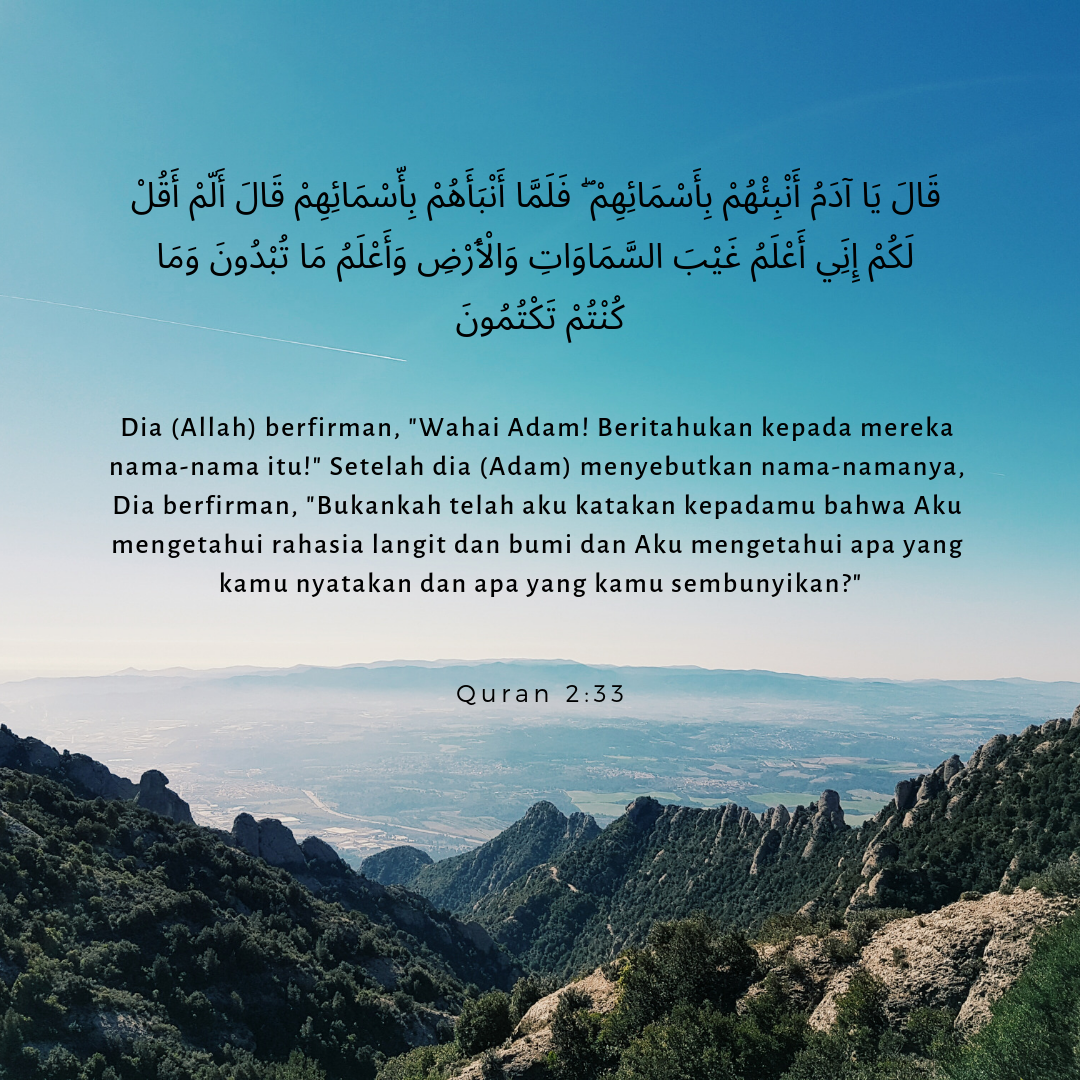 قَالَ يَا آدَمُ أَنْبِئْهُمْ بِأَسْمَائِهِمْ ۖ فَلَمَّا أَنْبَأَهُمْ بِأَسْمَائِهِمْ قَالَ أَلَمْ أَقُلْ
لَكُمْ إِنِّي أَعْلَمُ غَيْبَ السَّمَاوَاتِ وَالْأَرْضِ وَأَعْلَمُ مَا تُبْدُونَ وَمَا
كُنْتُمْ تَكْتُمُونَ
Dia (Allah) berfirman, "Wahai Adam! Beritahukan kepada mereka
nama-nama itu!" Setelah dia (Adam) menyebutkan nama-namanya,
Dia berfirman, "Bukankah telah aku katakan kepadamu bahwa Aku
mengetahui rahasia langit dan bumi dan Aku mengetahui apa yang
kamu nyatakan dan apa yang kamu sembunyikan?"
Quran 2:33